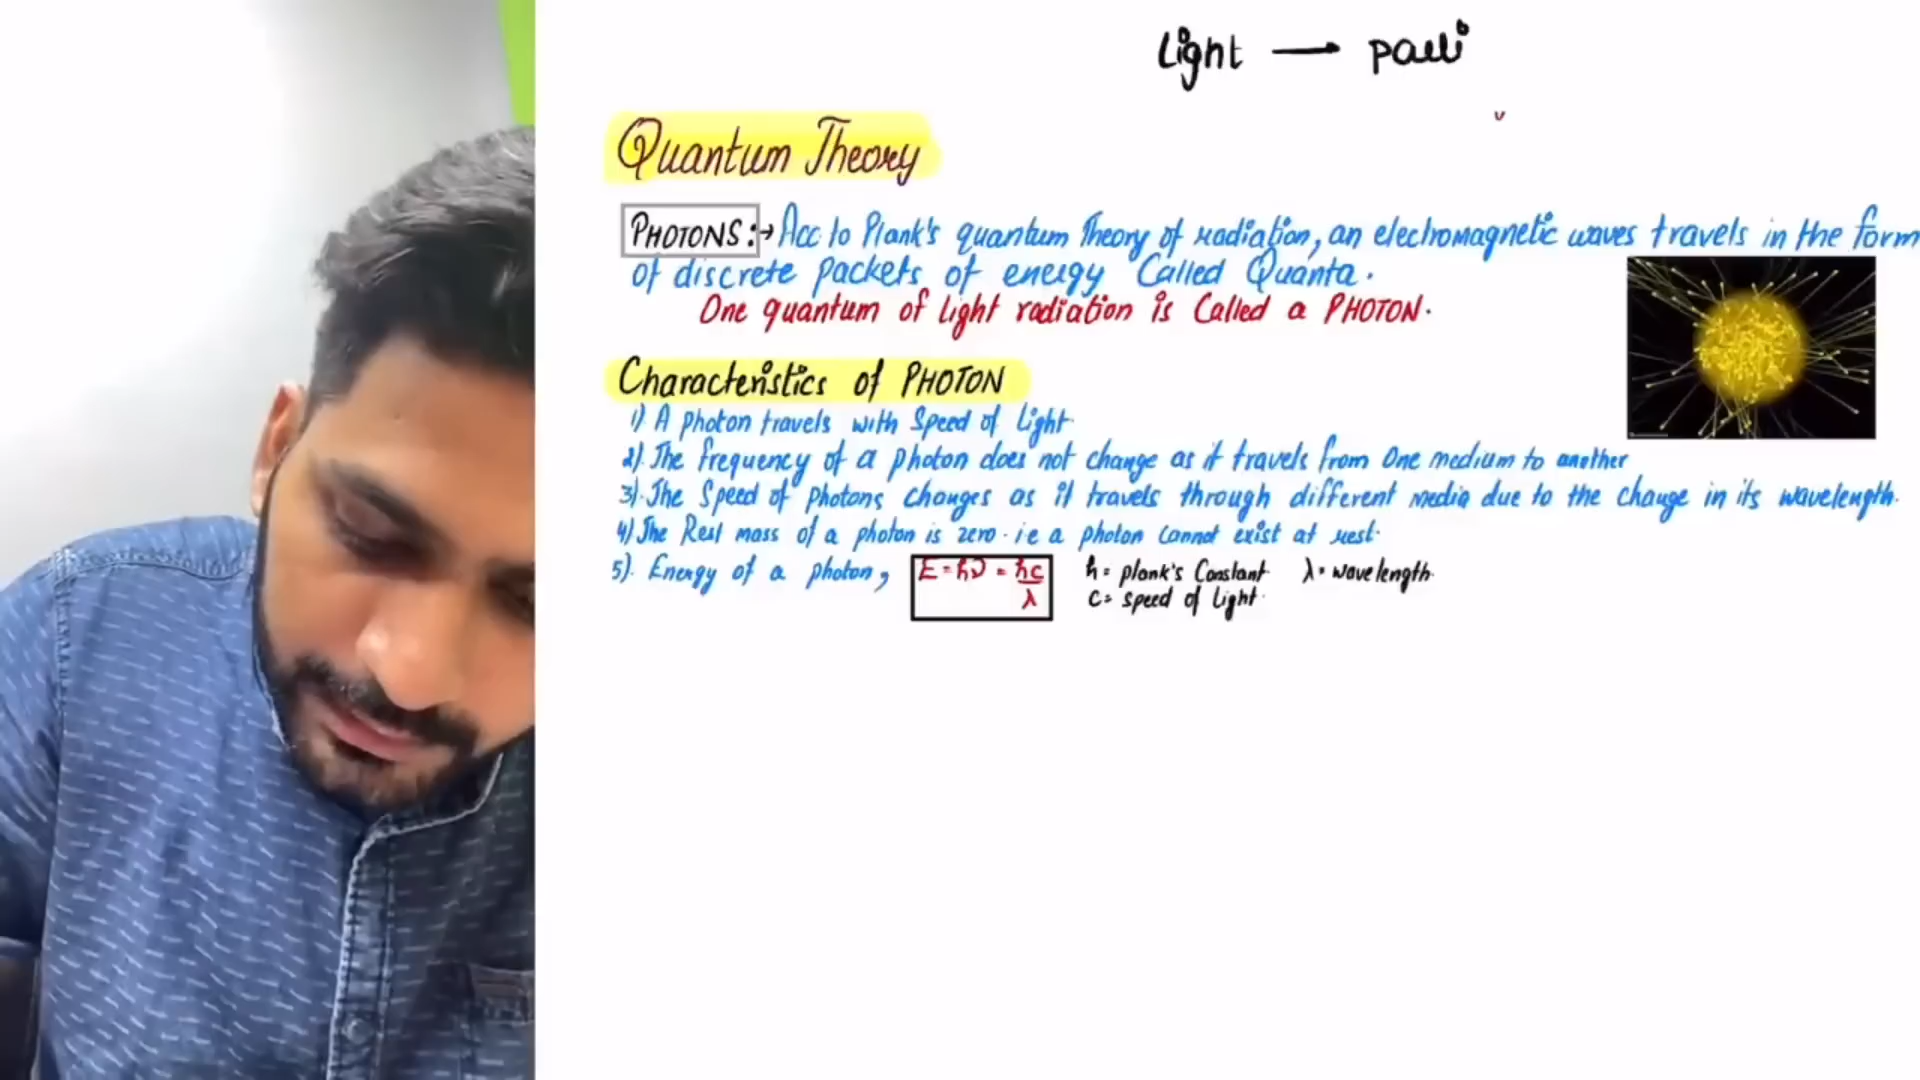 Light → parti
Quantum Theory
PHOTONS :→ Acc to Plank's quantum Theory of radiation, an electromagnetic waves travels in the form
of discrete packets of energy Called Quanta.
One quantum of light radiation is Called a PHOTON.
Characteristics of PHOTON
1) A Photon travels with Speed of Light.
2). The frequency of a photon does not change as it travels from One medium to another
3). The Speed of Photons changes as it travels through different media due to the change in its wavelength.
4) The Rest mass of a photon is zero. i.e a photon cannot exist at rest.
5). Energy of a photon, E = hν = hc/λ h = plank's Constant λ = wavelength.
c = speed of light.